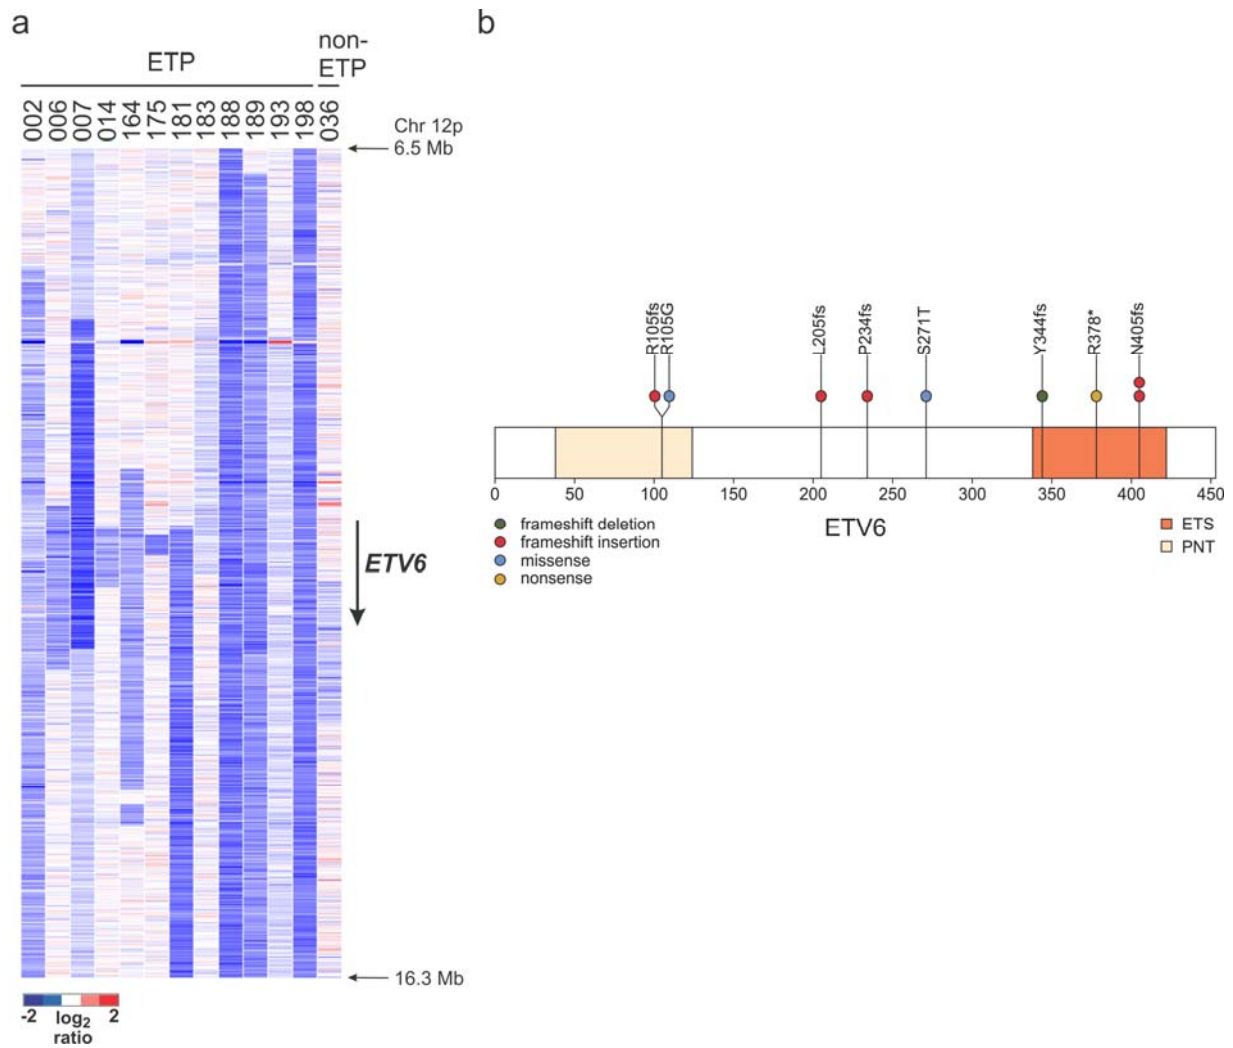 a
b
ETP
non-
ETP
002
006
007
014
164
175
181
183
188
189
193
198
036
Chr 12p
6.5 Mb
ETV6
16.3 Mb
-2
log2
ratio
2
R105fs
R105G
L205fs
P234fs
S271T
Y344fs
R378*
N405fs
0 50 100 150 200 250 300 350 400 450
ETV6
frameshift deletion
frameshift insertion
missense
nonsense
ETS
PNT